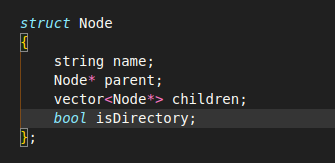 struct Node
{
    string name;
    Node* parent;
    vector<Node*> children;
    bool isDirectory;
};